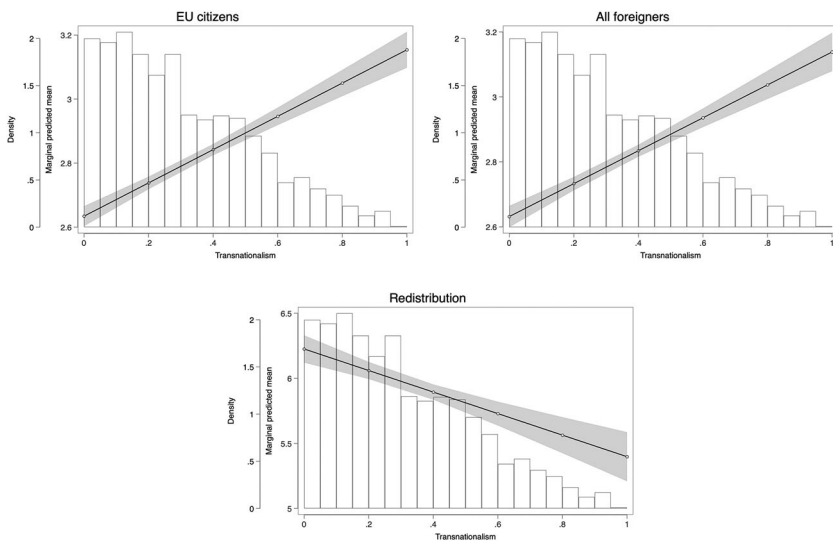 EU citizens
2
1.5
1
.5
0
Density
3.2
3
2.8
2.6
Marginal predicted mean
0 .2 .4 .6 .8 1
Transnationalism
All foreigners
2
1.5
1
.5
0
Density
3.2
3
2.8
2.6
Marginal predicted mean
0 .2 .4 .6 .8 1
Transnationalism
Redistribution
2
1.5
1
.5
0
Density
6.5
6
5.5
5
Marginal predicted mean
0 .2 .4 .6 .8 1
Transnationalism